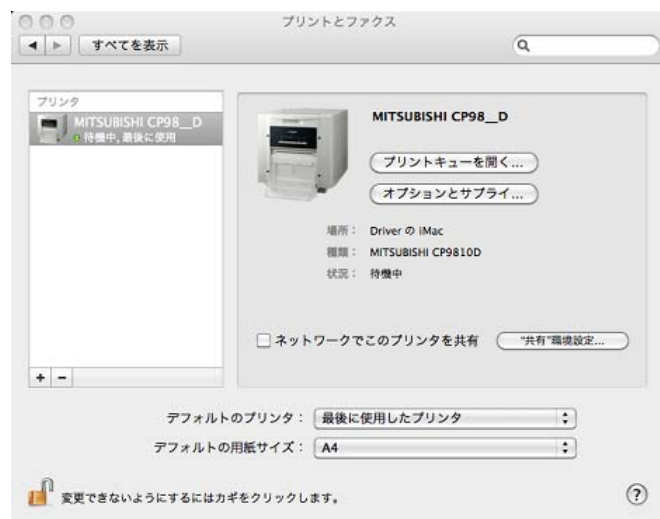 プリントとファクス
すべてを表示
プリンタ
MITSUBISHI CP98__D
待機中, 最後に使用
MITSUBISHI CP98__D
プリントキューを開く...
オプションとサプライ...
場所： Driver の iMac
種類： MITSUBISHI CP9810D
状況： 待機中
ネットワークでこのプリンタを共有 "共有"環境設定...
+ -
デフォルトのプリンタ： 最後に使用したプリンタ
デフォルトの用紙サイズ： A4
変更できないようにするにはカギをクリックします。 ?